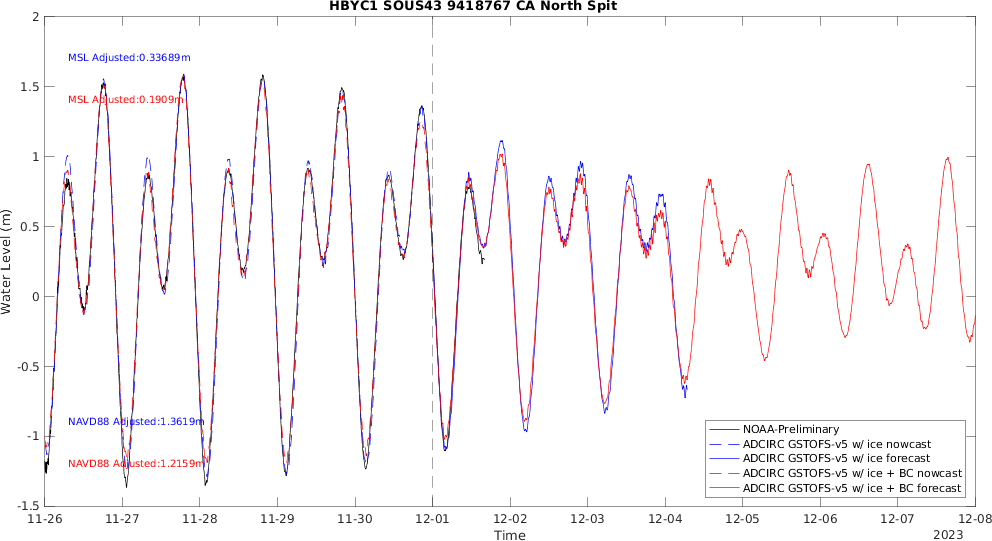 HBYC1 SOUS43 9418767 CA North Spit
2
1.5
1
0.5
0
-0.5
-1
-1.5
Water Level (m)
MSL Adjusted:0.33689m
MSL Adjusted:0.1909m
NAVD88 Adjusted:1.3619m
NAVD88 Adjusted:1.2159m
NOAA-Preliminary
ADCIRC GSTOFS-v5 w/ ice nowcast
ADCIRC GSTOFS-v5 w/ ice forecast
ADCIRC GSTOFS-v5 w/ ice + BC nowcast
ADCIRC GSTOFS-v5 w/ ice + BC forecast
11-26 11-27 11-28 11-29 11-30 12-01 12-02 12-03 12-04 12-05 12-06 12-07 12-08
Time
2023